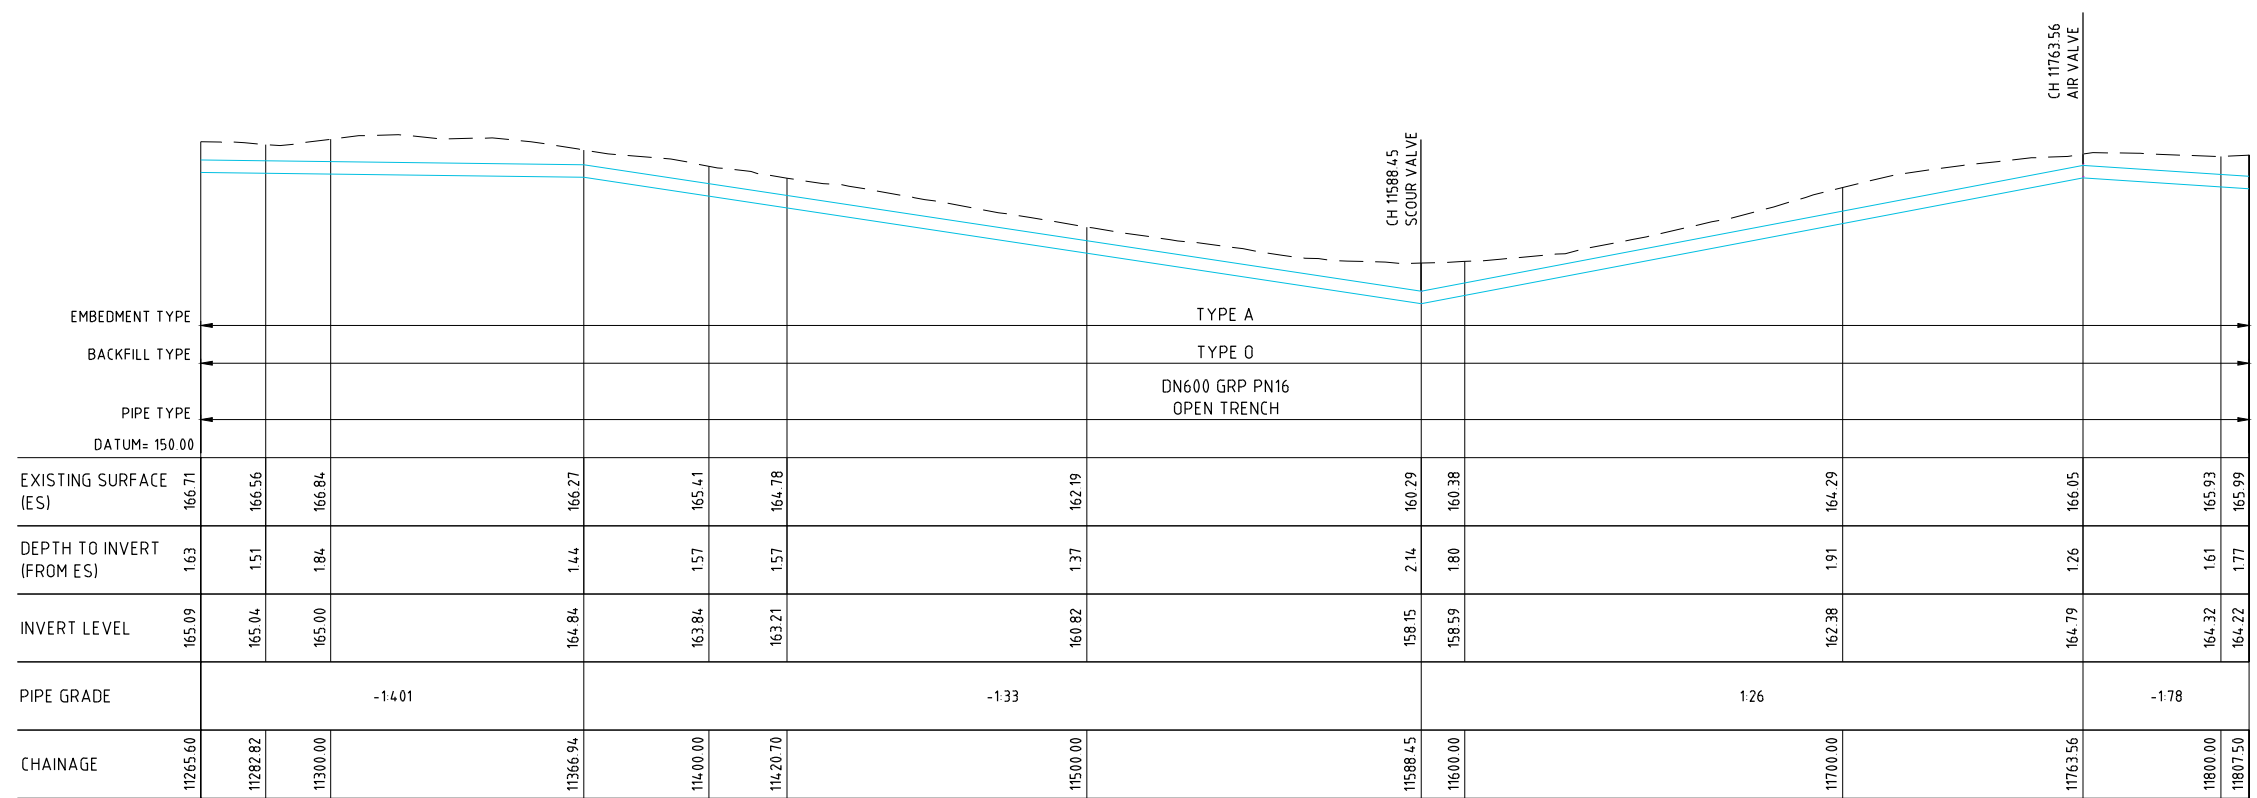 CH 11763.56
AIR VALVE
CH 11588.45
SCOUR VALVE
EMBEDMENT TYPE
TYPE A
BACKFILL TYPE
TYPE O
DN600 GRP PN16
OPEN TRENCH
PIPE TYPE
DATUM= 150.00
EXISTING SURFACE
(ES)
166.71 166.56 166.84 166.27 165.41 164.78 162.19 160.29 160.38 164.29 166.05 165.93 165.99
DEPTH TO INVERT
(FROM ES)
1.63 1.51 1.84 1.44 1.57 1.57 1.37 2.14 1.80 1.91 1.26 1.61 1.77
INVERT LEVEL
165.09 165.04 165.00 164.84 163.84 163.21 160.82 158.15 158.59 162.38 164.79 164.32 164.22
PIPE GRADE
-1:401 -1:33 1:26 -1:78
CHAINAGE
11265.60 11282.82 11300.00 11366.94 11400.00 11420.70 11500.00 11588.45 11600.00 11700.00 11763.56 11800.00 11807.50